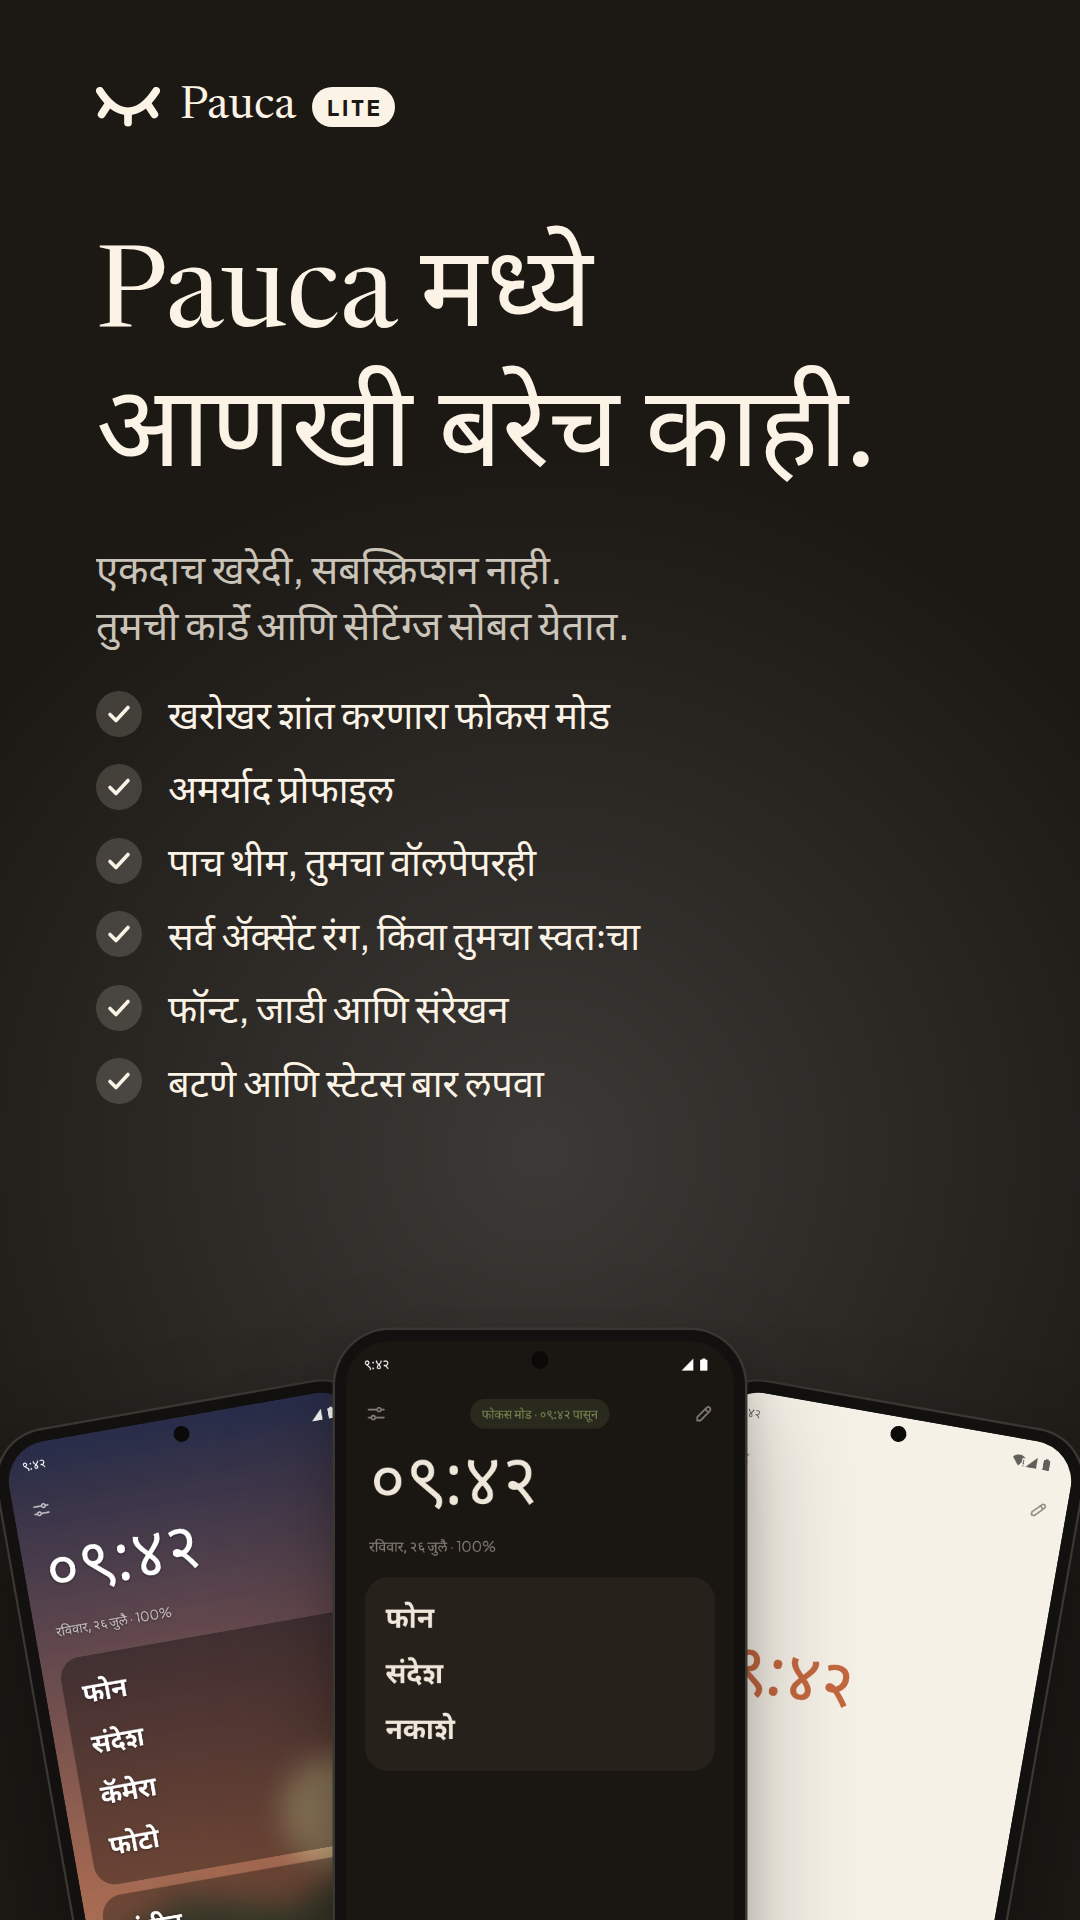 Pauca LITE
Pauca मध्ये
आणखी बरेच काही.
एकदाच खरेदी, सबस्क्रिप्शन नाही.
तुमची कार्डे आणि सेटिंग्ज सोबत येतात.
खरोखर शांत करणारा फोकस मोड
अमर्याद प्रोफाइल
पाच थीम, तुमचा वॉलपेपरही
सर्व ॲक्सेंट रंग, किंवा तुमचा स्वतःचा
फॉन्ट, जाडी आणि संरेखन
बटणे आणि स्टेटस बार लपवा
९:४२
०९:४२
रविवार, २६ जुलै · 100%
फोन
संदेश
कॅमेरा
फोटो
९:४२
फोकस मोड · ०९:४२ पासून
०९:४२
रविवार, २६ जुलै · 100%
फोन
संदेश
नकाशे
४२
९:४२